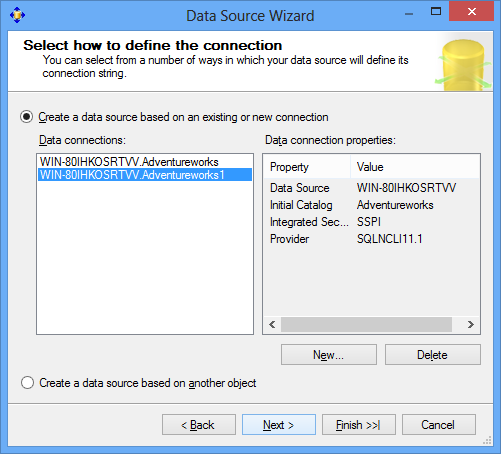 Data Source Wizard
Select how to define the connection
You can select from a number of ways in which your data source will define its
connection string.
Create a data source based on an existing or new connection
Data connections:
Data connection properties:
WIN-80IHKOSRTVV.Adventureworks
WIN-80IHKOSRTVV.Adventureworks1
Property Value
Data Source WIN-80IHKOSRTVV
Initial Catalog Adventureworks
Integrated Sec... SSPI
Provider SQLNCLI11.1
New... Delete
Create a data source based on another object
< Back Next > Finish >>| Cancel